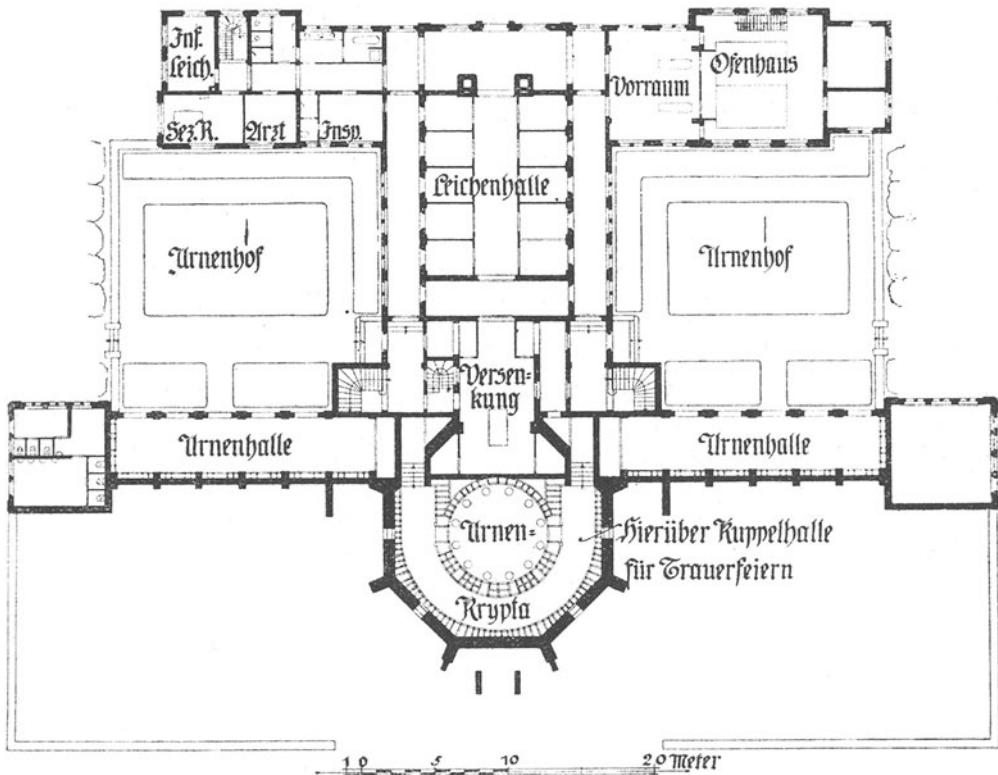 Inf.
Leich.
Sez.R.
Arzt
Insp.
Vorraum
Ofenhaus
Leichenhalle
Urnenhof
Urnenhof
Versen=
kung
Urnenhalle
Urnenhalle
Urnen=
Krypta
Hierüber Kuppelhalle
für Trauerfeiern
1 0 5 10 20 Meter